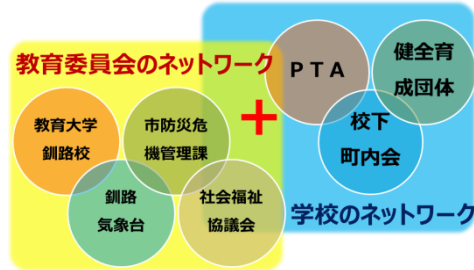 教育委員会のネットワーク
教育大学
釧路校
市防災危
機管理課
釧路
気象台
社会福祉
協議会
+
PTA
健全育
成団体
校下
町内会
学校のネットワーク